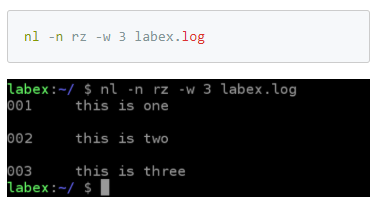 nl -n rz -w 3 labex.log
labex:~/ $ nl -n rz -w 3 labex.log
001 this is one
002 this is two
003 this is three
labex:~/ $